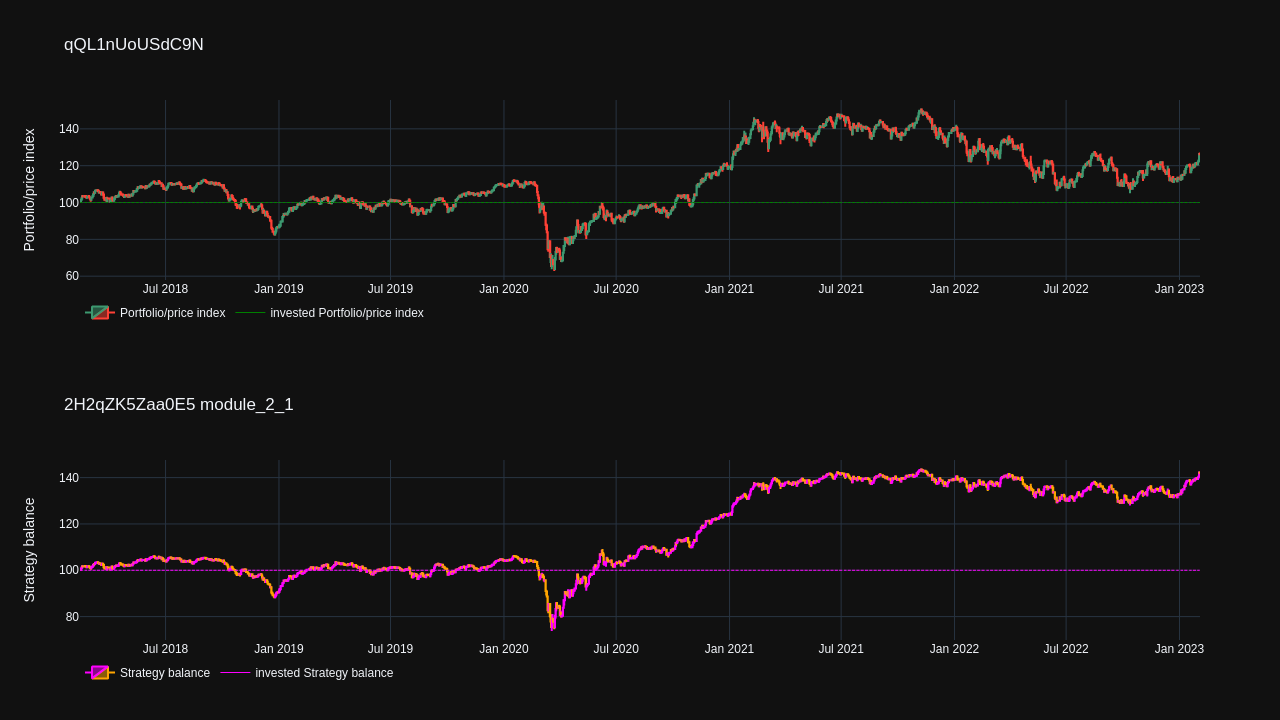 qQL1nUoUSdC9N
Portfolio/price index
140
120
100
80
60
Jul 2018 Jan 2019 Jul 2019 Jan 2020 Jul 2020 Jan 2021 Jul 2021 Jan 2022 Jul 2022 Jan 2023
Portfolio/price index invested Portfolio/price index
2H2qZK5Zaa0E5 module_2_1
Strategy balance
140
120
100
80
Jul 2018 Jan 2019 Jul 2019 Jan 2020 Jul 2020 Jan 2021 Jul 2021 Jan 2022 Jul 2022 Jan 2023
Strategy balance invested Strategy balance